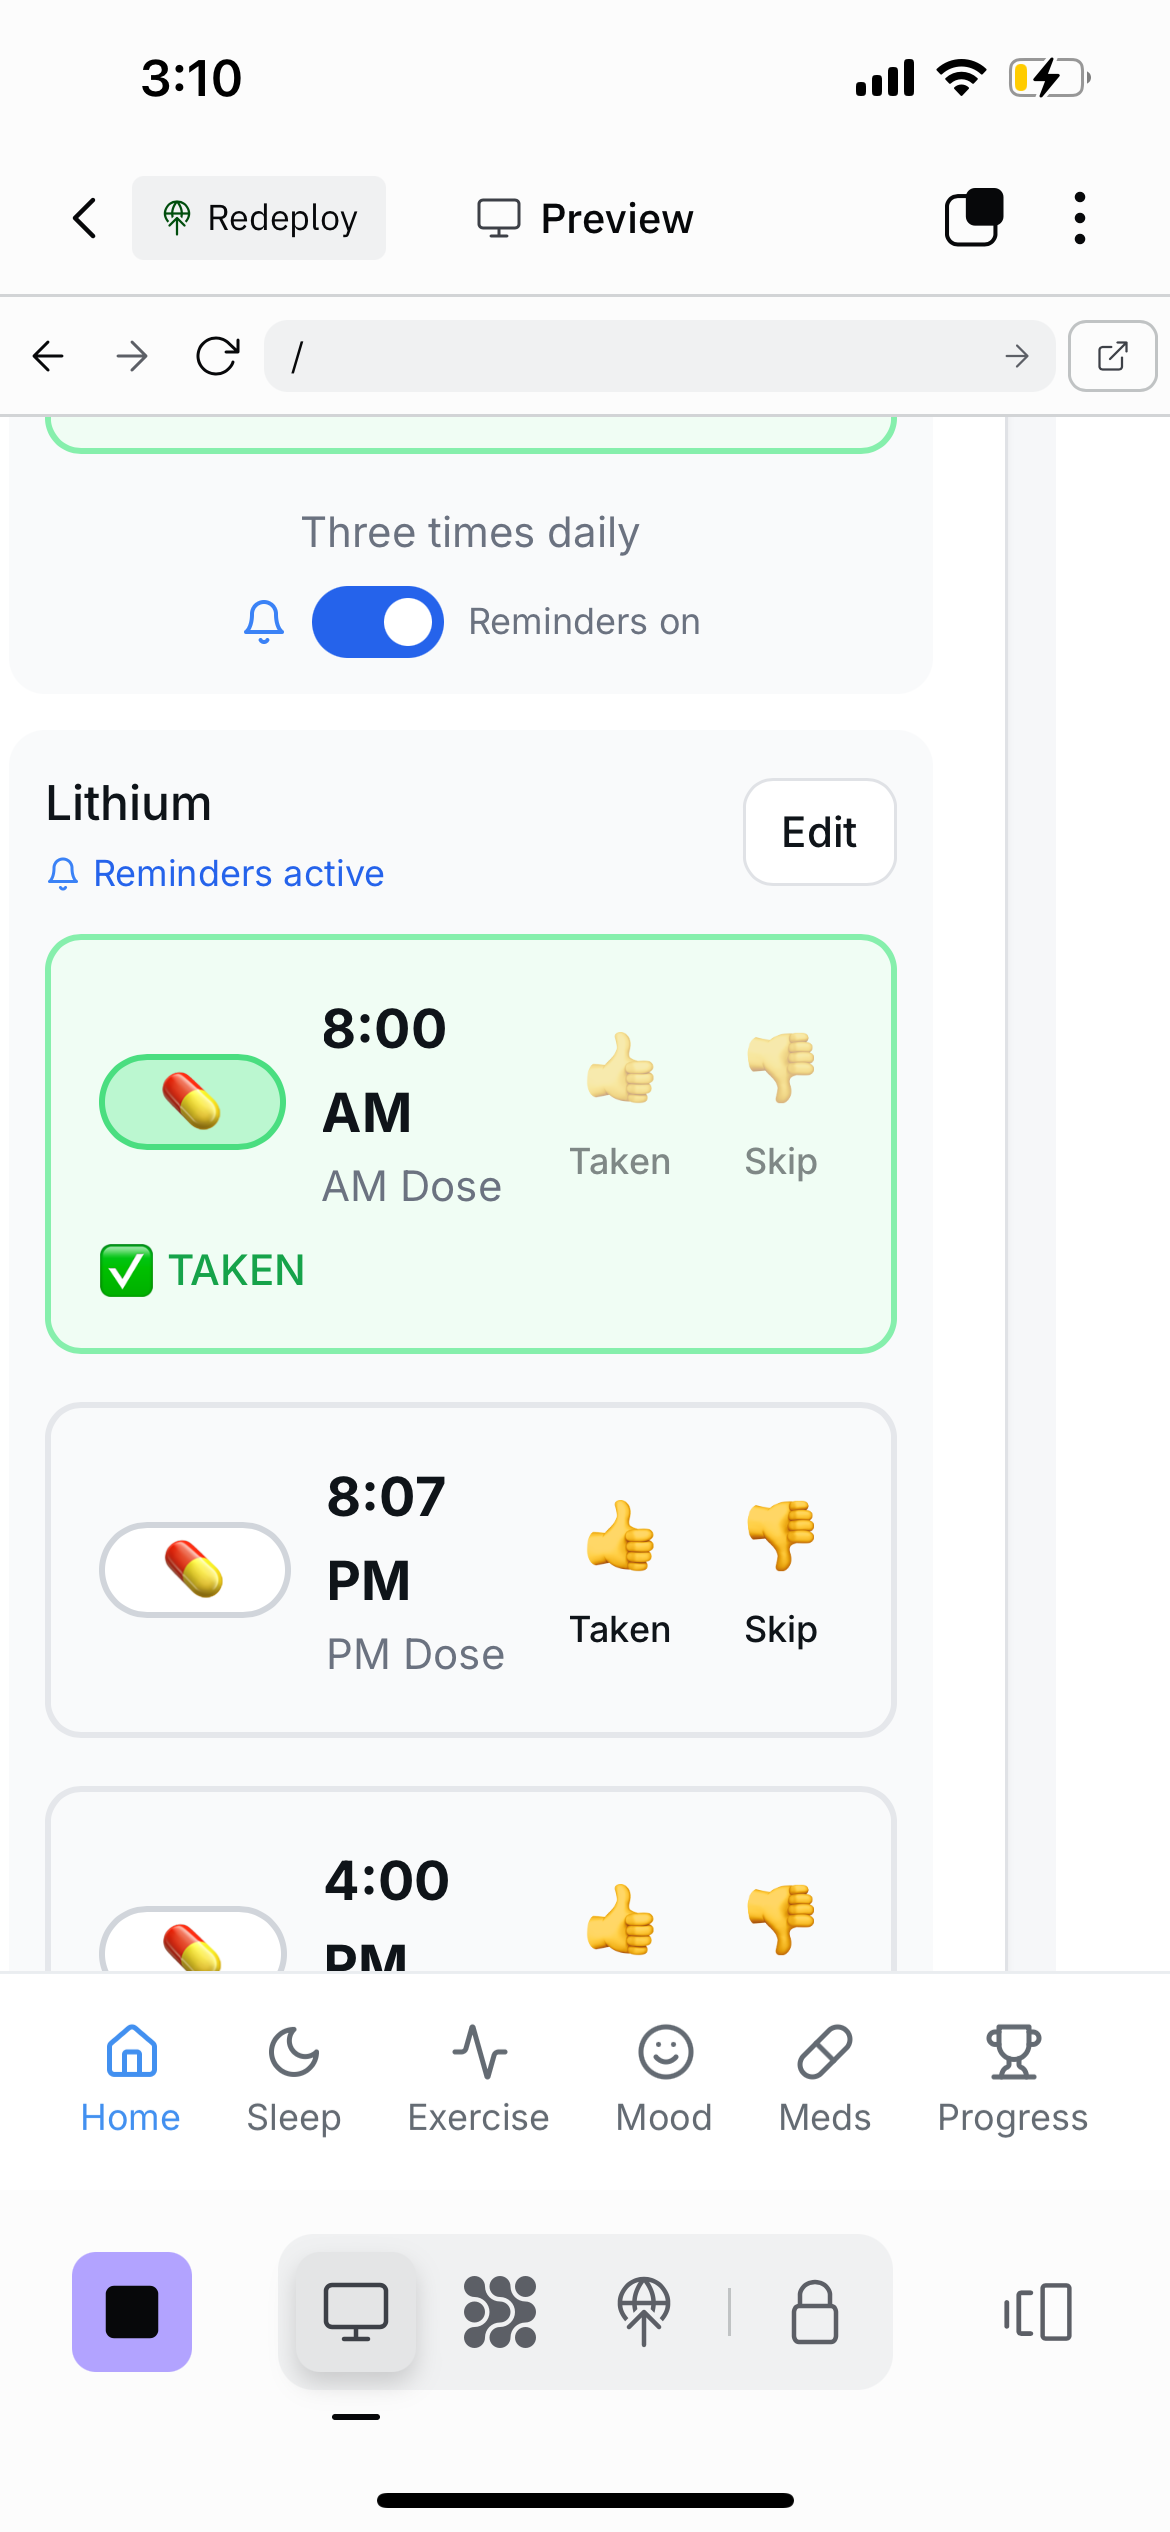 3:10
Redeploy
Preview
/
Three times daily
Reminders on
Lithium
Edit
Reminders active
8:00
AM
AM Dose
Taken
Skip
TAKEN
8:07
PM
PM Dose
Taken
Skip
4:00
PM
Home
Sleep
Exercise
Mood
Meds
Progress